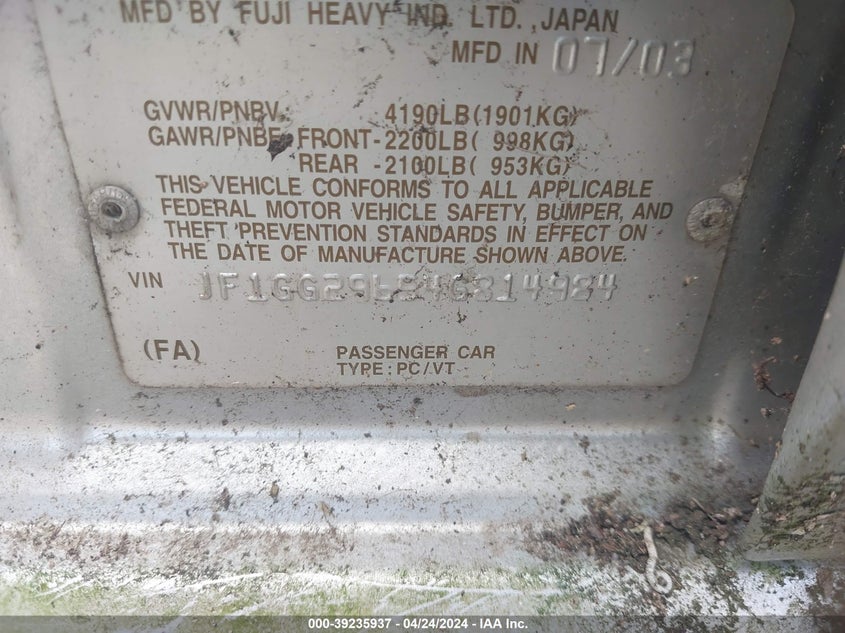 MFD BY FUJI HEAVY IND. LTD. JAPAN
MFD IN 07/03
GVWR/PNBV 4190LB(1901KG)
GAWR/PNBE FRONT-2200LB( 998KG)
REAR -2100LB( 953KG)
THIS VEHICLE CONFORMS TO ALL APPLICABLE
FEDERAL MOTOR VEHICLE SAFETY, BUMPER, AND
THEFT PREVENTION STANDARDS IN EFFECT ON
THE DATE OF MANUFACTURE SHOWN ABOVE.
VIN
(FA) PASSENGER CAR
TYPE : PC/VT
000-39235937 - 04/24/2024 - IAA Inc.